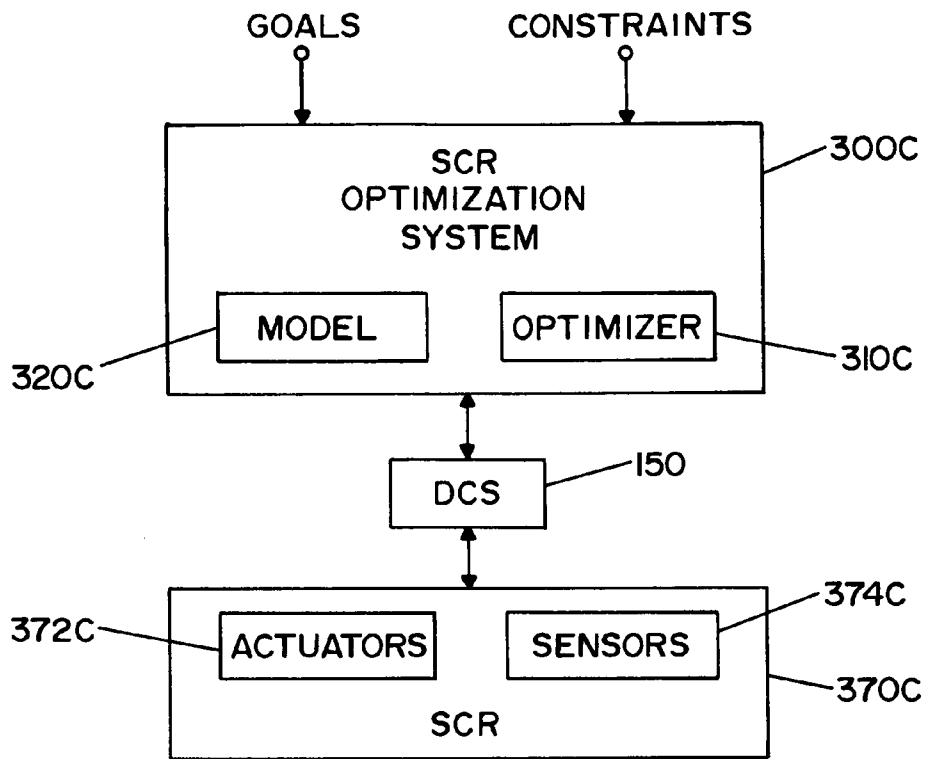 GOALS CONSTRAINTS
300C
SCR
OPTIMIZATION
SYSTEM
MODEL OPTIMIZER
320C 310C
150
DCS
374C
372C ACTUATORS SENSORS
370C
SCR